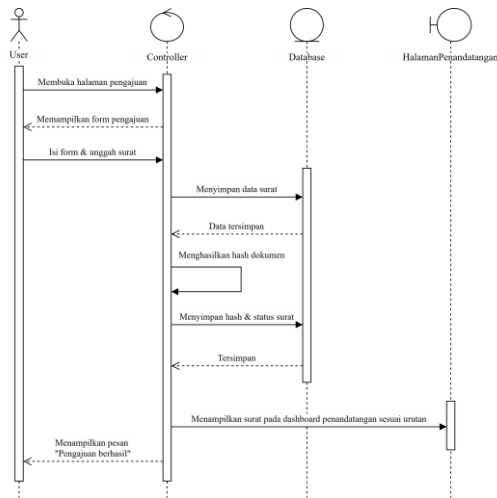 User
Controller
Database
HalamanPenandatangan
Membuka halaman pengajuan
Memampilkan form pengajuan
Isi form & unggah surat
Menyimpan data surat
Data tersimpan
Menghasilkan hash dokumen
Menyimpan hash & status surat
Tersimpan
Menampilkan surat pada dashboard penandatangan sesuai urutan
Menampilkan pesan
"Pengajuan berhasil"